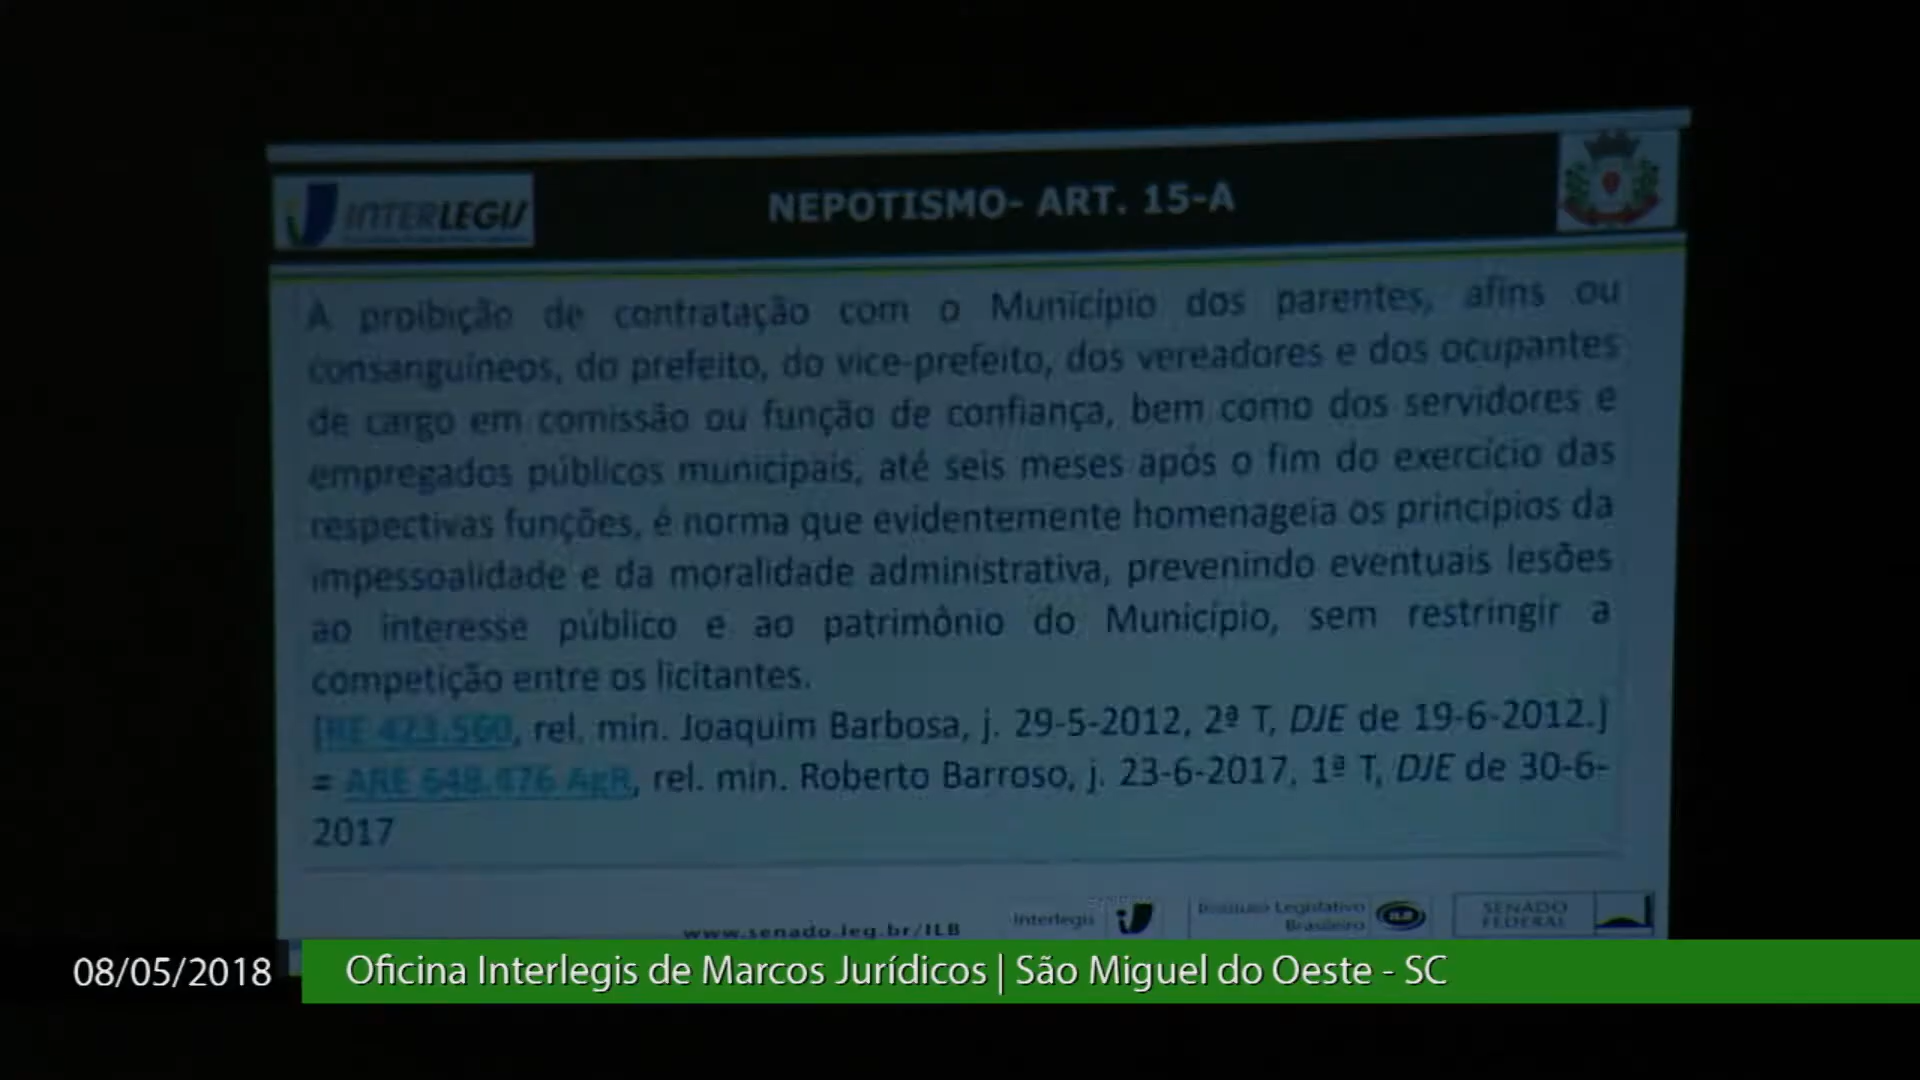 INTERLEGIS
NEPOTISMO- ART. 15-A
A proibição de contratação com o Município dos parentes, afins ou
consanguíneos, do prefeito, do vice-prefeito, dos vereadores e dos ocupantes
de cargo em comissão ou função de confiança, bem como dos servidores e
empregados públicos municipais, até seis meses após o fim do exercício das
respectivas funções, é norma que evidentemente homenageia os princípios da
impessoalidade e da moralidade administrativa, prevenindo eventuais lesões
ao interesse público e ao patrimônio do Município, sem restringir a
competição entre os licitantes.
[RE 423.560, rel. min. Joaquim Barbosa, j. 29-5-2012, 2ª T, DJE de 19-6-2012.]
= ARE 648.476 AgR, rel. min. Roberto Barroso, j. 23-6-2017, 1ª T, DJE de 30-6-
2017
www.senado.leg.br/ILB
Interlegis
Instituto Legislativo
Brasileiro
ILB
SENADO
FEDERAL
08/05/2018
Oficina Interlegis de Marcos Jurídicos | São Miguel do Oeste - SC